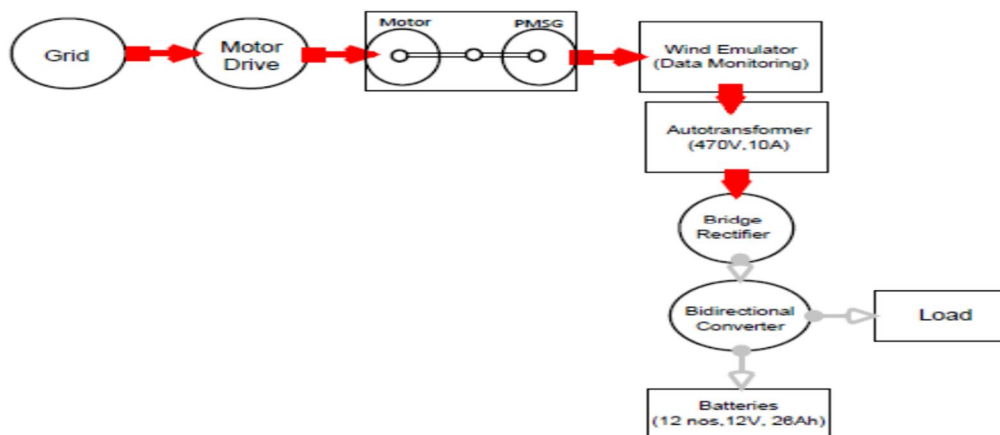 Grid
Motor
Drive
Motor
PMSG
Wind Emulator
(Data Monitoring)
Autotransformer
(470V,10A)
Bridge
Rectifier
Bidirectional
Converter
Load
Batteries
(12 nos,12V, 26Ah)